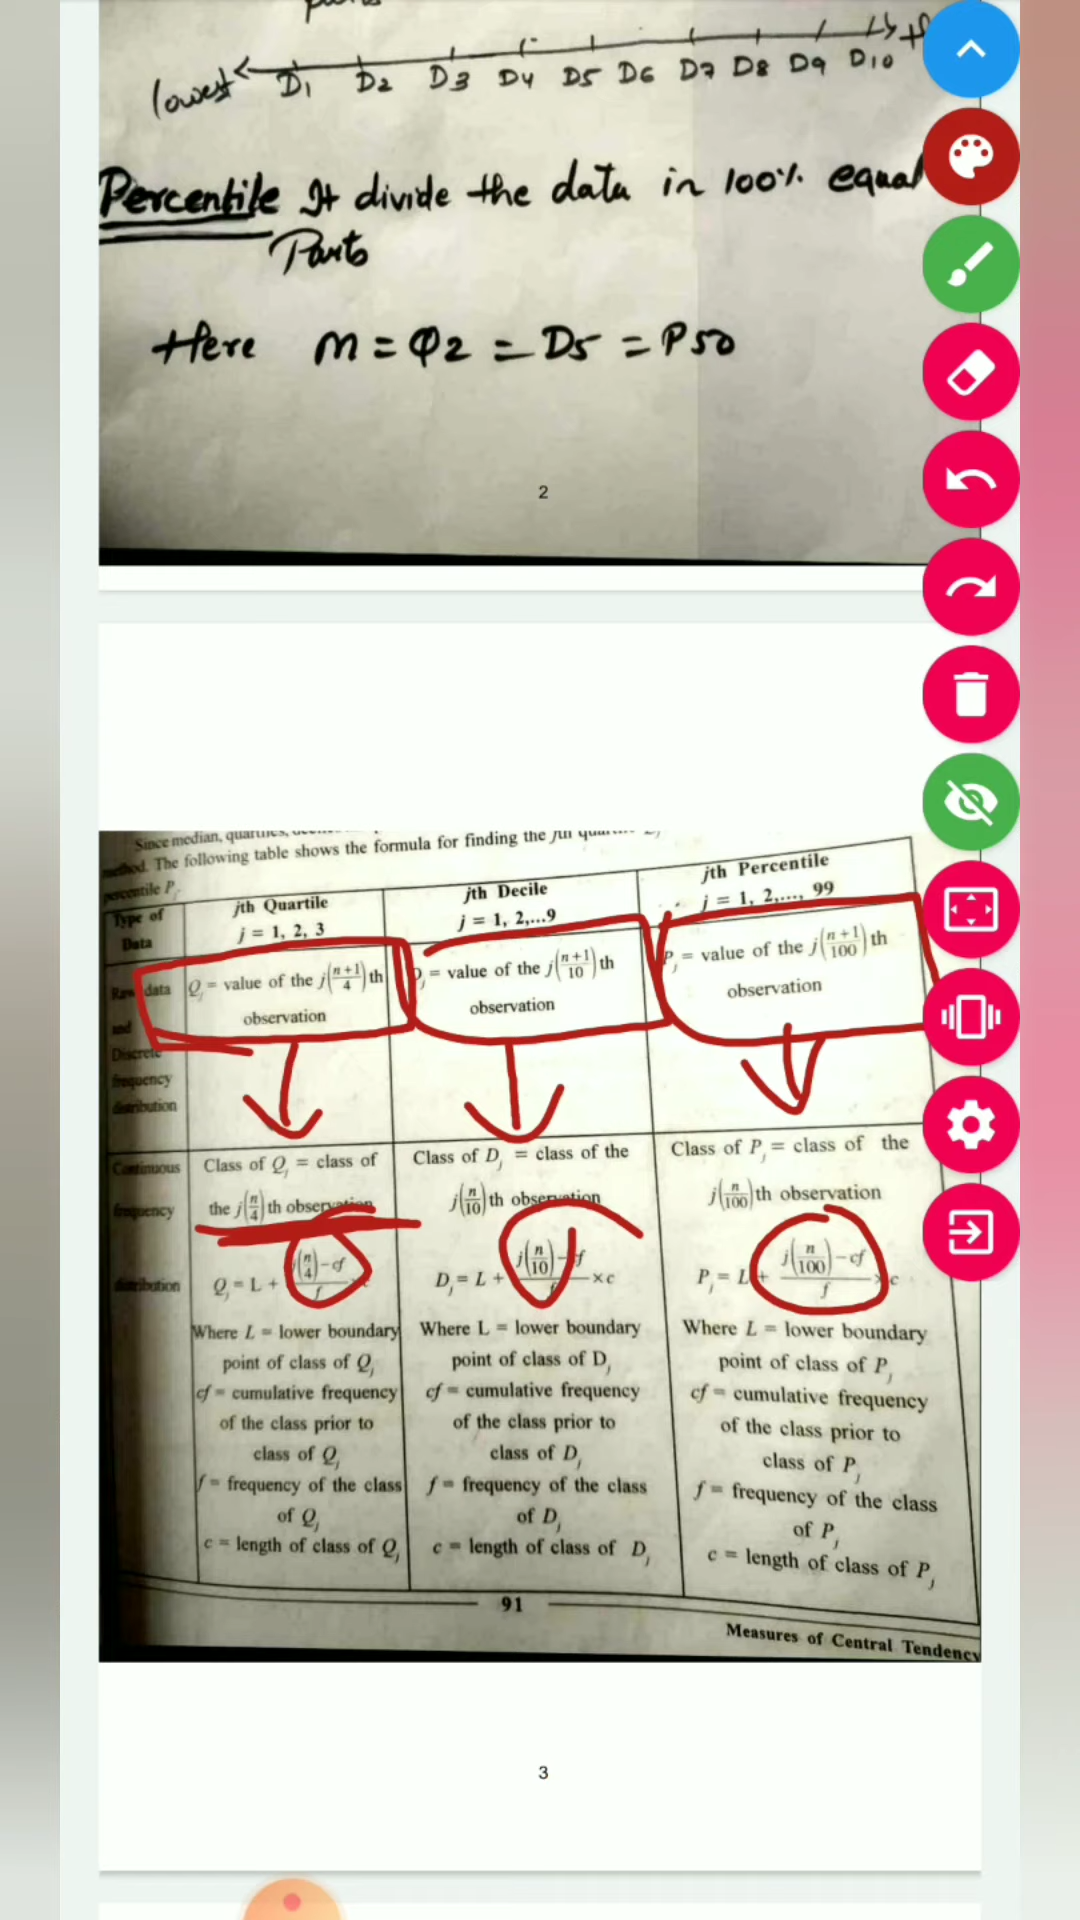 lowest D1 D2 D3 D4 D5 D6 D7 D8 D9 D10
Percentile It divide the data in 100% equal
Parts
Here M = Q2 = D5 = P50
2
Since median, quartiles,
method. The following table shows the formula for finding the jth
percentile Pj
Type of Data
jth Quartile
j = 1, 2, 3
jth Decile
j = 1, 2,...9
jth Percentile
j = 1, 2,..., 99
Raw data
and
Discrete
frequency
distribution
Qj = value of the j(n+1/4)th
observation
Dj = value of the j(n+1/10)th
observation
Pj = value of the j(n+1/100)th
observation
Continuous
frequency
distribution
Class of Qj = class of
the j(n/4)th observation
Qj = L + (j(n/4) - cf)/f × c
Where L = lower boundary
point of class of Qj
cf = cumulative frequency
of the class prior to
class of Qj
f = frequency of the class
of Qj
c = length of class of Qj
Class of Dj = class of the
j(n/10)th observation
Dj = L + (j(n/10) - cf)/f × c
Where L = lower boundary
point of class of Dj
cf = cumulative frequency
of the class prior to
class of Dj
f = frequency of the class
of Dj
c = length of class of Dj
Class of Pj = class of the
j(n/100)th observation
Pj = L + (j(n/100) - cf)/f × c
Where L = lower boundary
point of class of Pj
cf = cumulative frequency
of the class prior to
class of Pj
f = frequency of the class
of Pj
c = length of class of Pj
91
Measures of Central Tendency
3